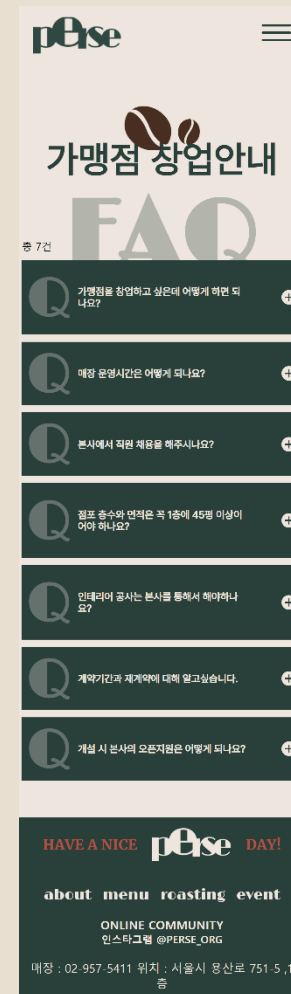 perse
가맹점 창업안내
FAQ
총 7건
Q 가맹점을 창업하고 싶은데 어떻게 하면 되
나요?
Q 매장 운영시간은 어떻게 되나요?
Q 본사에서 직원 채용을 해주시나요?
Q 점포 층수와 면적은 꼭 1층에 45평 이상이
어야 하나요?
Q 인테리어 공사는 본사를 통해서 해야하나
요?
Q 계약기간과 재계약에 대해 알고싶습니다.
Q 개설 시 본사의 오픈지원은 어떻게 되나요?
HAVE A NICE perse DAY!
about menu roasting event
ONLINE COMMUNITY
인스타그램 @PERSE_ORG
매장 : 02-957-5411 위치 : 서울시 용산로 751-5 ,1
층